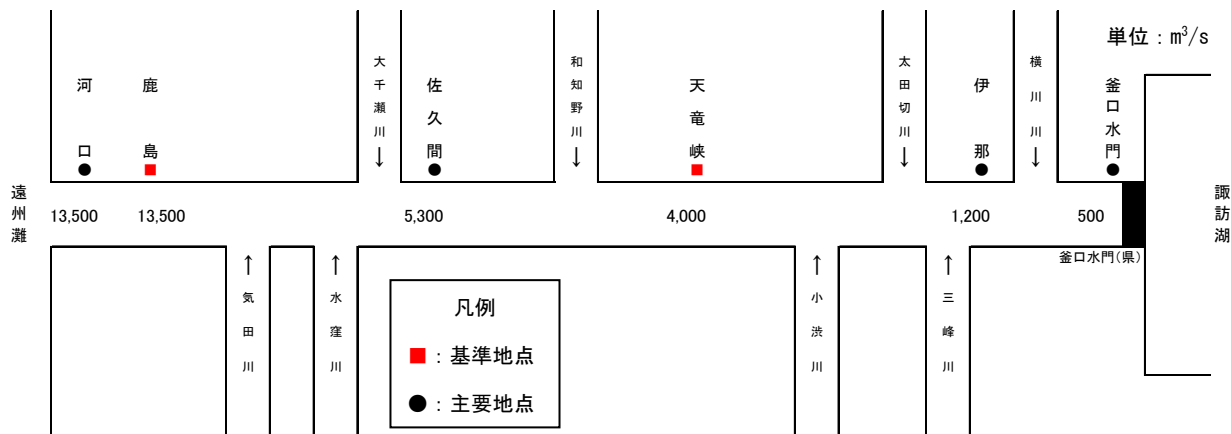 単位：m³/s
河口
鹿島
大千瀬川↓
佐久間
和知野川↓
天竜峡
太田切川↓
伊那
横川川↓
釜口水門
遠州灘
13,500
13,500
5,300
4,000
1,200
500
諏訪湖
釜口水門(県)
↑気田川
↑水窪川
↑小渋川
↑三峰川
凡例
■：基準地点
●：主要地点